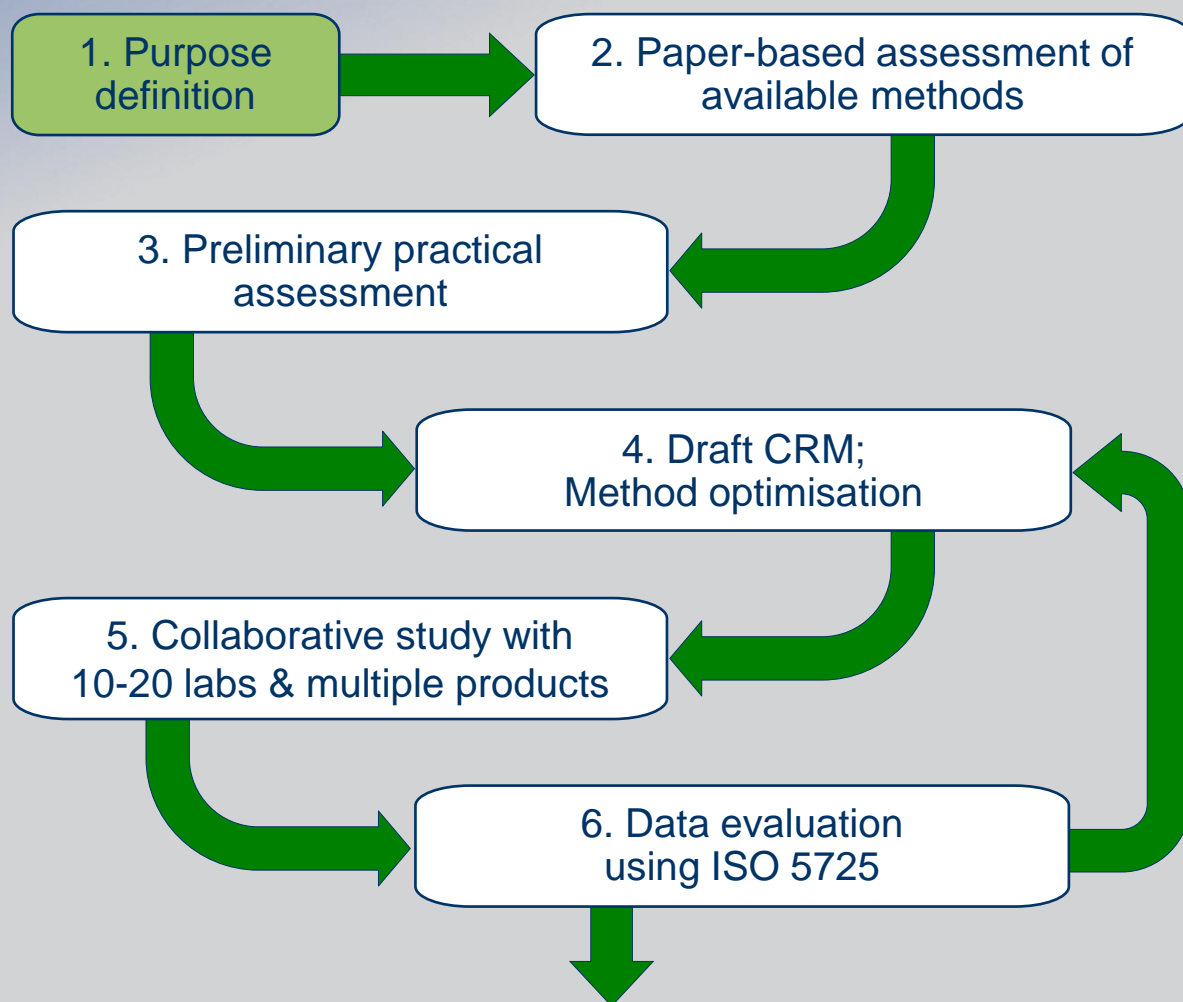 1. Purpose
definition
2. Paper-based assessment of
available methods
3. Preliminary practical
assessment
4. Draft CRM;
Method optimisation
5. Collaborative study with
10-20 labs & multiple products
6. Data evaluation
using ISO 5725